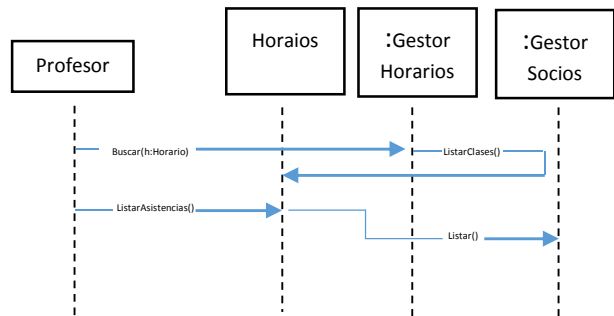 Profesor
Horaios
:Gestor
Horarios
:Gestor
Socios
Buscar(h:Horario)
ListarClases()
ListarAsistencias()
Listar()